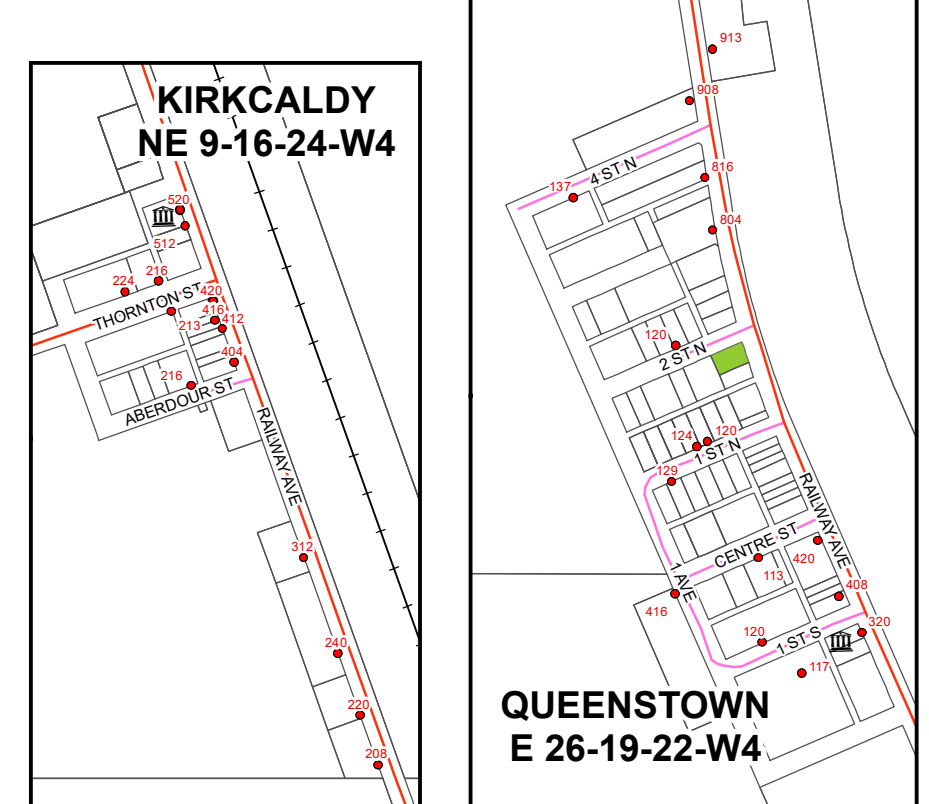 KIRKCALDY
NE 9-16-24-W4
520
512
216
224
THORNTON ST
420
416
213
412
404
216
ABERDOUR ST
RAILWAY AVE
312
240
220
208
913
908
4 ST N
816
137
804
120
2 ST N
124
120
1 ST N
129
RAILWAY AVE
CENTRE ST
420
113
1 AVE
408
416
320
120
1 ST S
117
QUEENSTOWN
E 26-19-22-W4